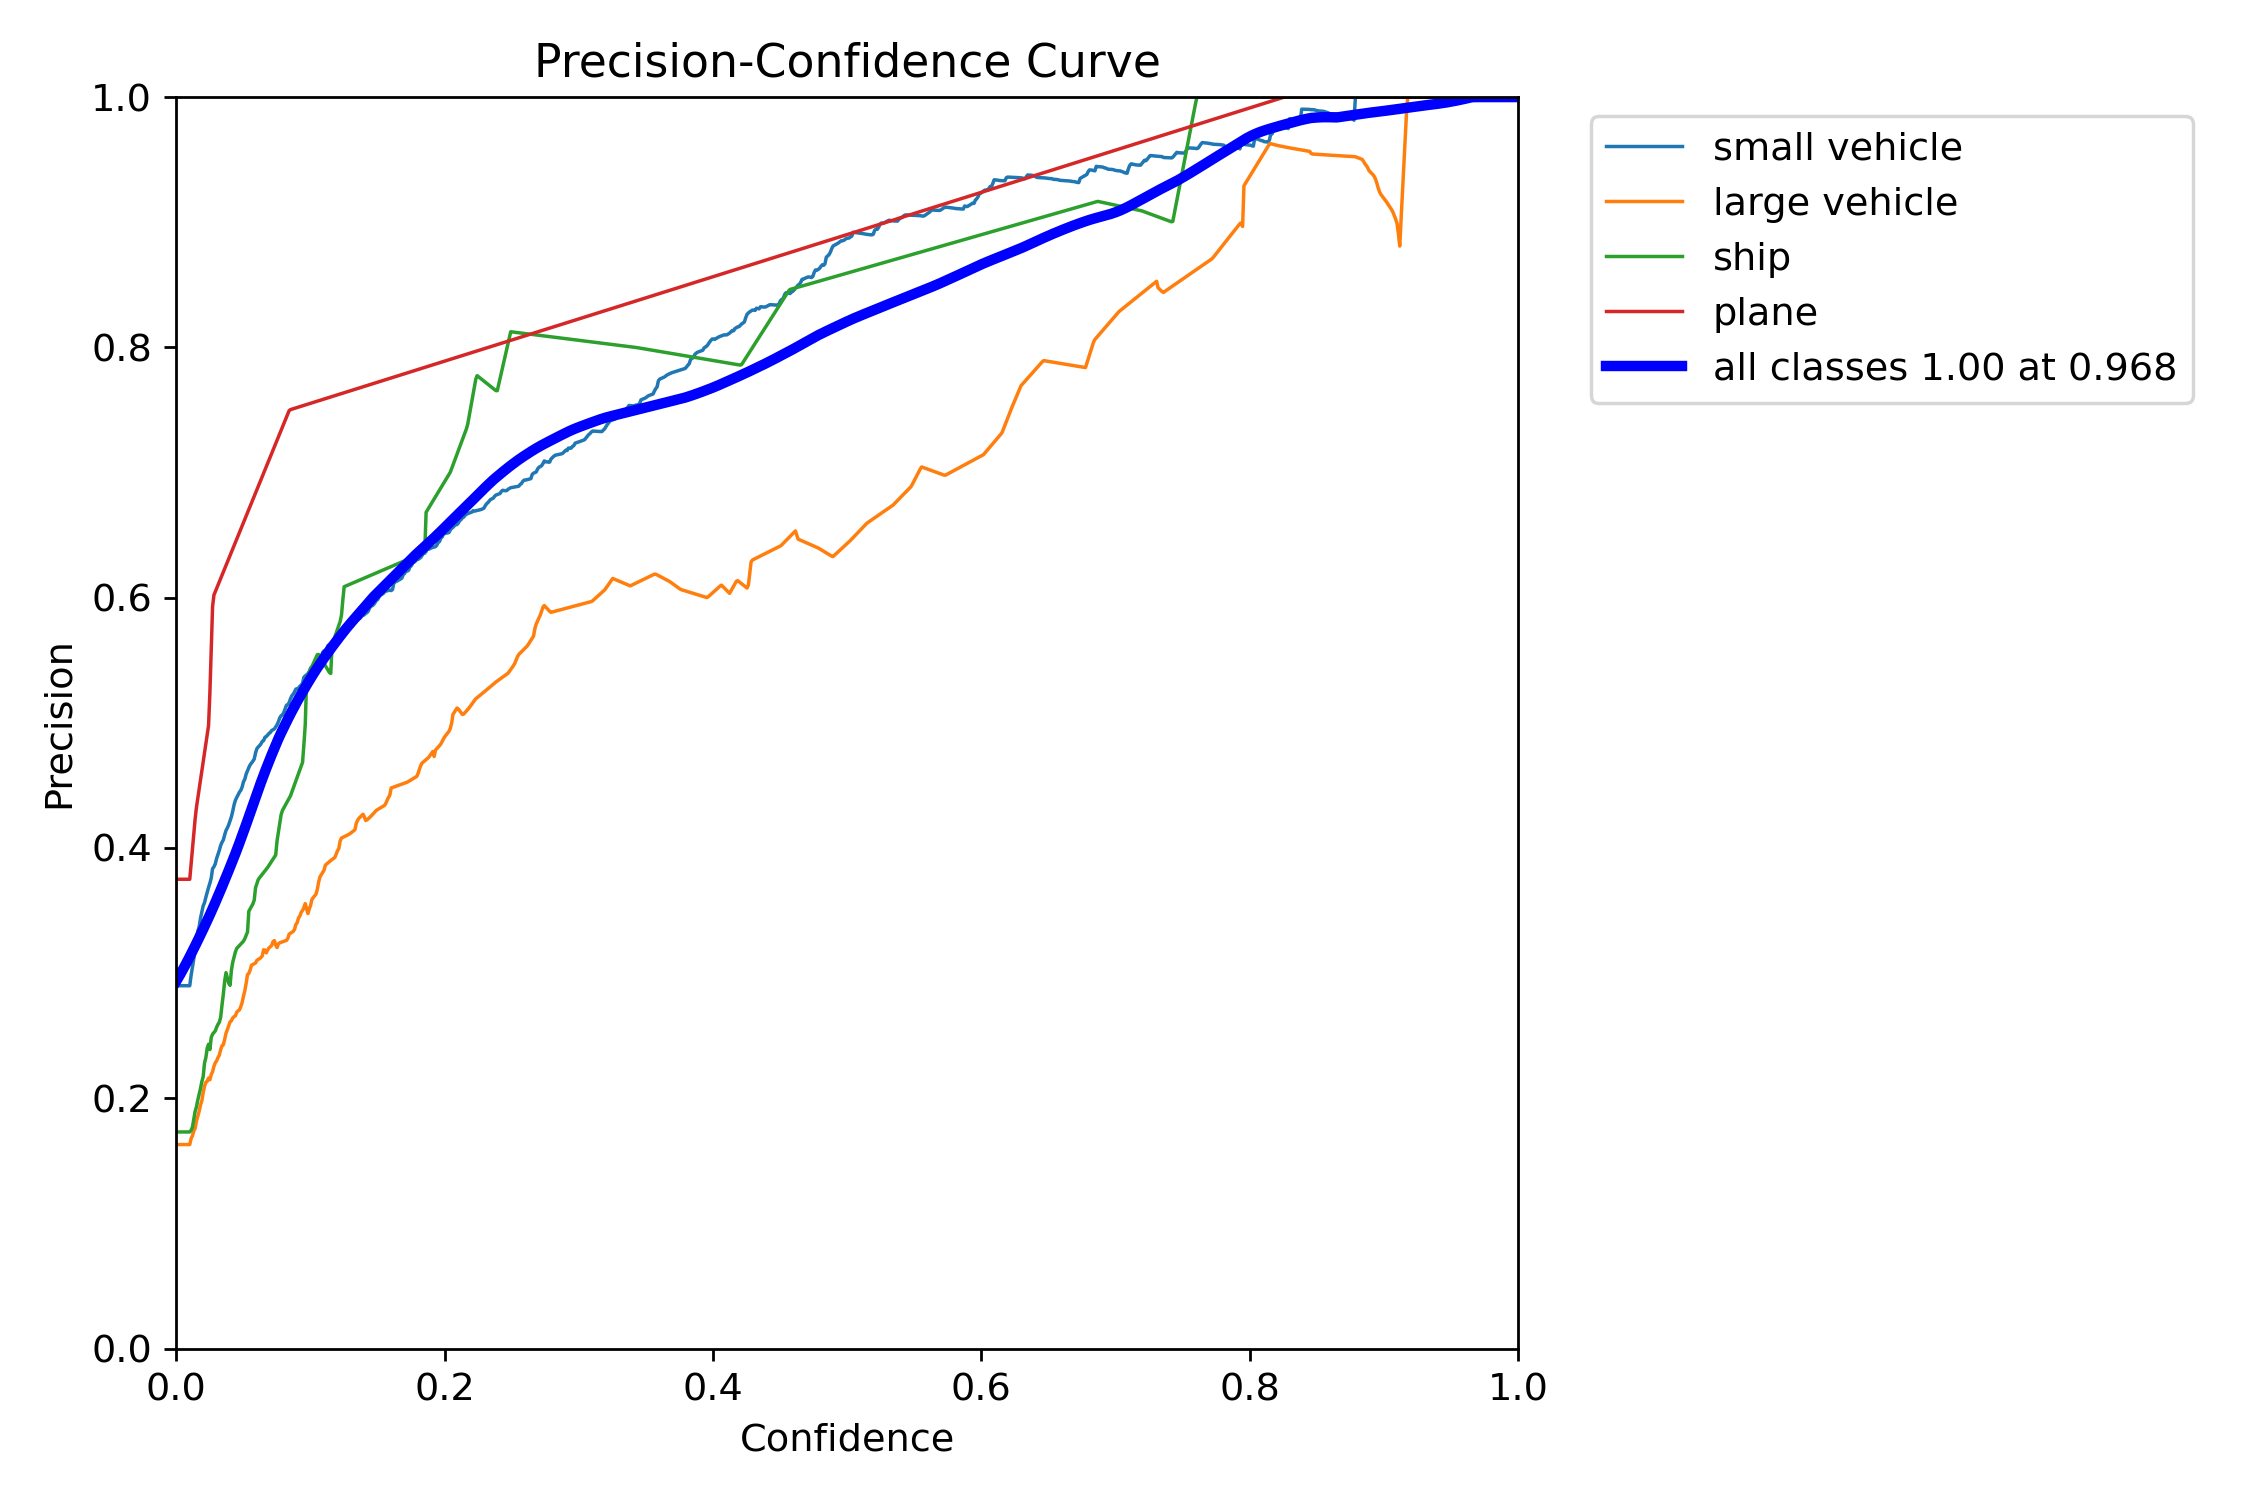 Precision-Confidence Curve
1.0
0.8
0.6
0.4
0.2
0.0
Precision
0.0 0.2 0.4 0.6 0.8 1.0
Confidence
small vehicle
large vehicle
ship
plane
all classes 1.00 at 0.968